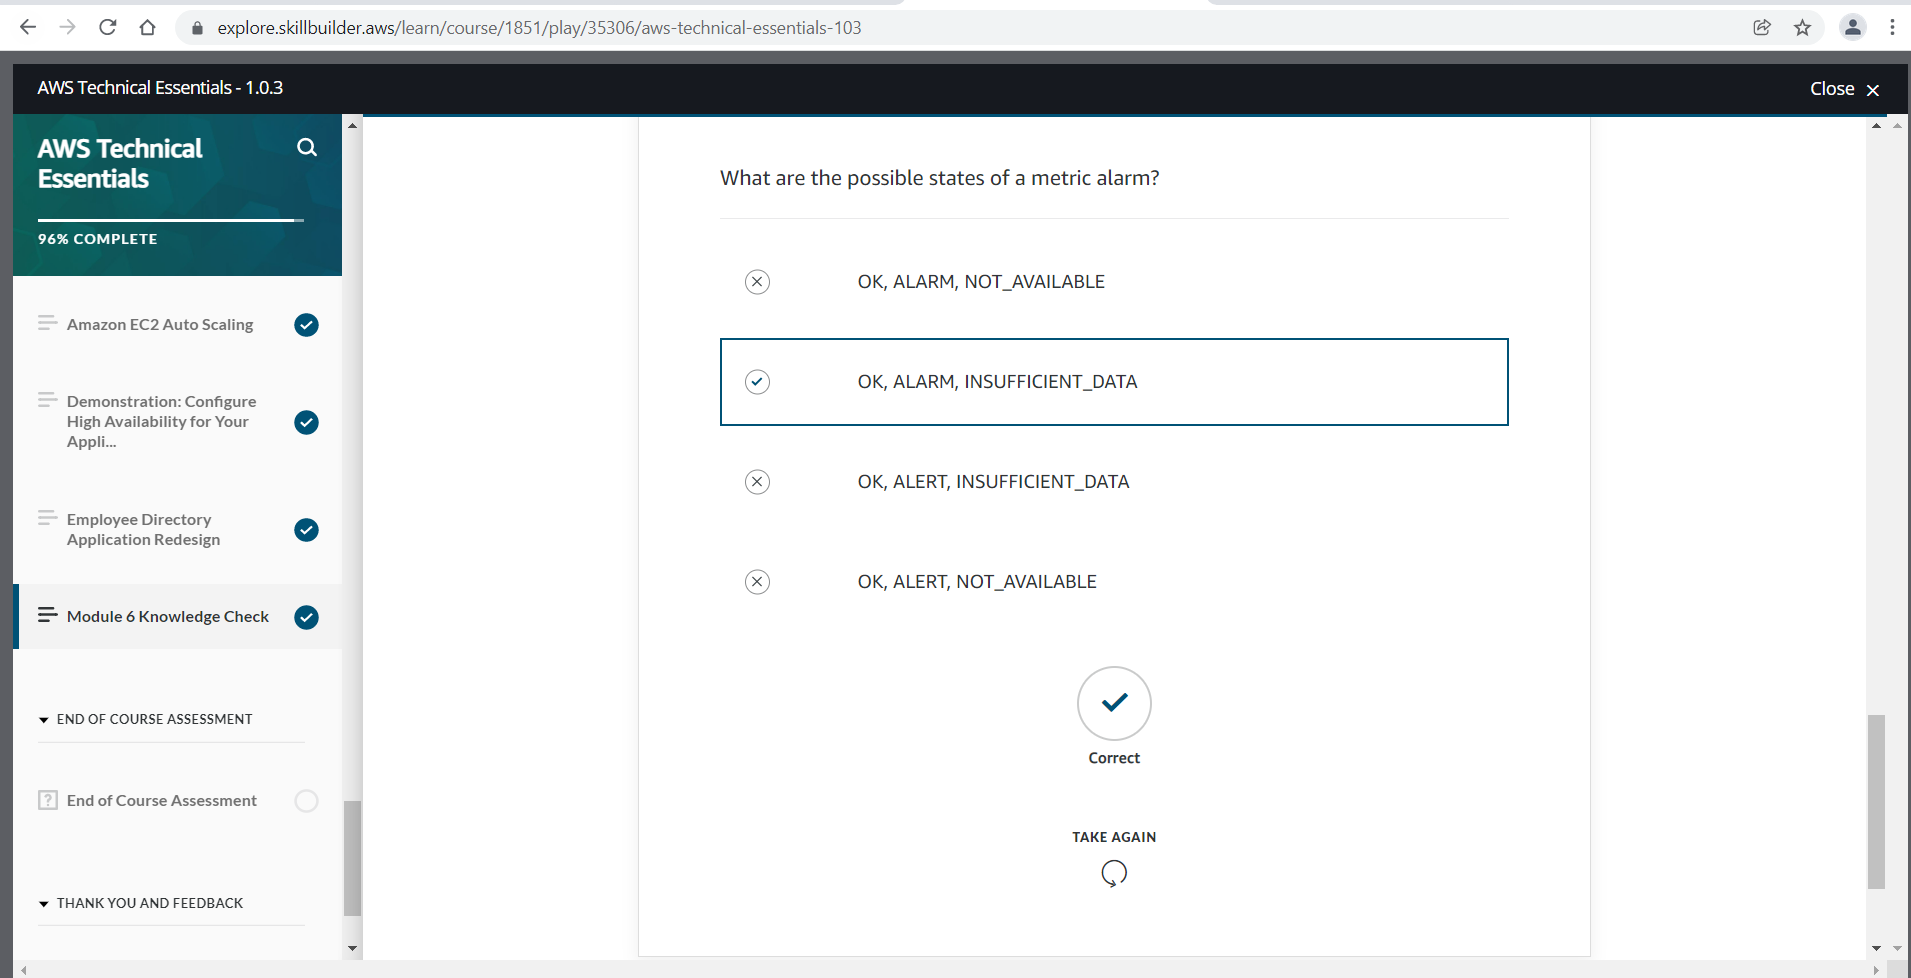 explore.skillbuilder.aws/learn/course/1851/play/35306/aws-technical-essentials-103
AWS Technical Essentials - 1.0.3
Close
AWS Technical
Essentials
96% COMPLETE
Amazon EC2 Auto Scaling
Demonstration: Configure
High Availability for Your
Appli...
Employee Directory
Application Redesign
Module 6 Knowledge Check
END OF COURSE ASSESSMENT
End of Course Assessment
THANK YOU AND FEEDBACK
What are the possible states of a metric alarm?
OK, ALARM, NOT_AVAILABLE
OK, ALARM, INSUFFICIENT_DATA
OK, ALERT, INSUFFICIENT_DATA
OK, ALERT, NOT_AVAILABLE
Correct
TAKE AGAIN